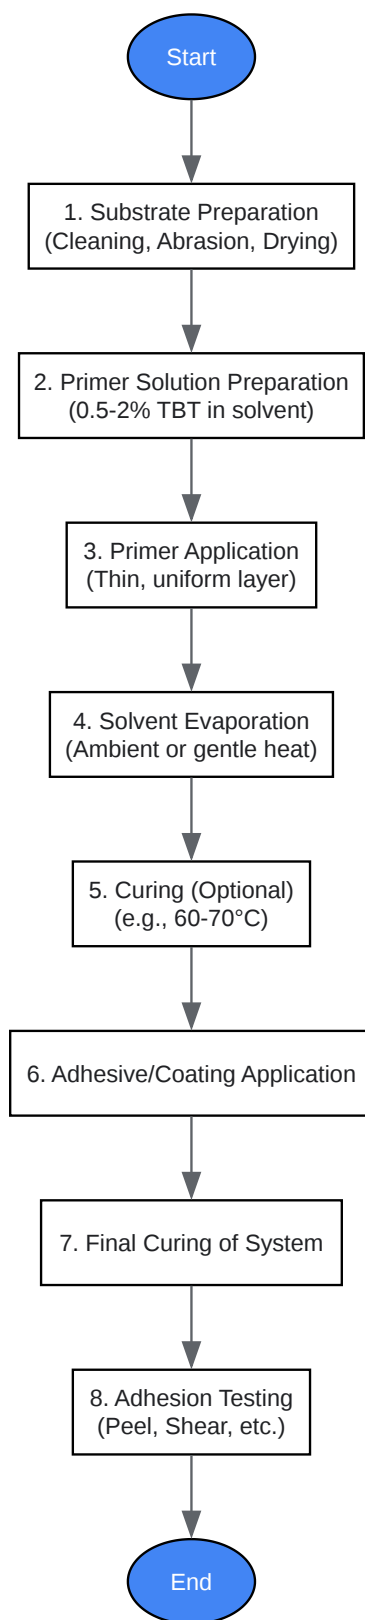 Start
1. Substrate Preparation
(Cleaning, Abrasion, Drying)
2. Primer Solution Preparation
(0.5-2% TBT in solvent)
3. Primer Application
(Thin, uniform layer)
4. Solvent Evaporation
(Ambient or gentle heat)
5. Curing (Optional)
(e.g., 60-70°C)
6. Adhesive/Coating Application
7. Final Curing of System
8. Adhesion Testing
(Peel, Shear, etc.)
End